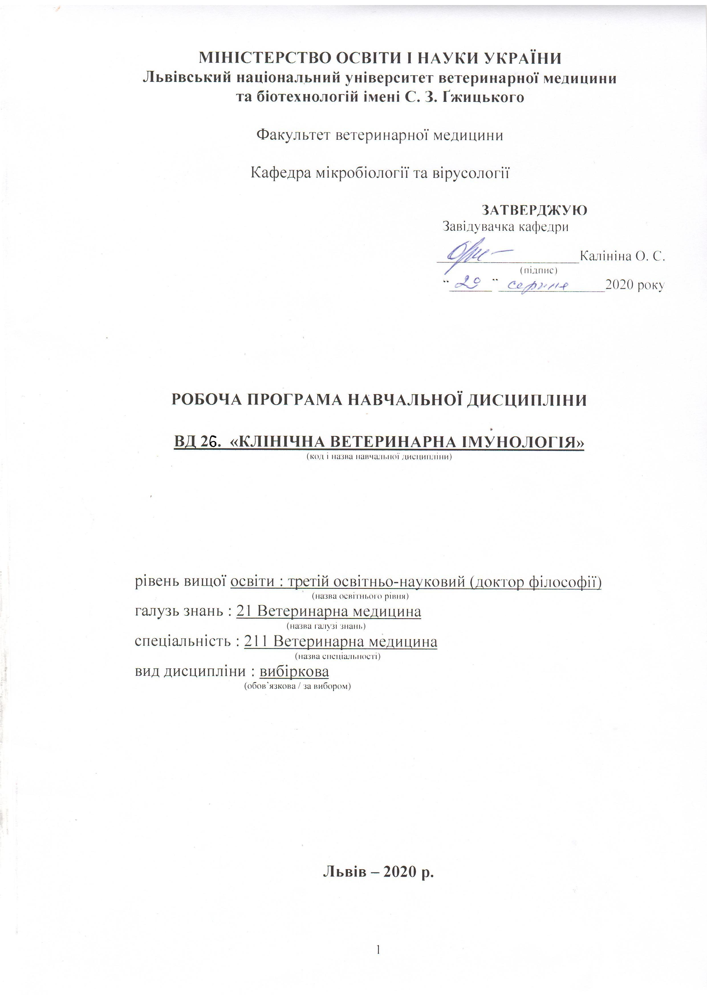 МІНІСТЕРСТВО ОСВІТИ І НАУКИ УКРАЇНИ
Львівський національний університет ветеринарної медицини
та біотехнологій імені С. З. Ґжицького
Факультет ветеринарної медицини
Кафедра мікробіології та вірусології
ЗАТВЕРДЖУЮ
Завідувачка кафедри
Калініна О. С.
(підпис)
“ ” серпня 2020 року
РОБОЧА ПРОГРАМА НАВЧАЛЬНОЇ ДИСЦИПЛІНИ
ВД 26. «КЛІНІЧНА ВЕТЕРИНАРНА ІМУНОЛОГІЯ»
(код і назва навчальної дисципліни)
рівень вищої освіти : третій освітньо-науковий (доктор філософії)
(назва освітнього рівня)
галузь знань : 21 Ветеринарна медицина
(назва галузі знань)
спеціальність : 211 Ветеринарна медицина
(назва спеціальності)
вид дисципліни : вибіркова
(обов`язкова / за вибором)
Львів – 2020 р.
1